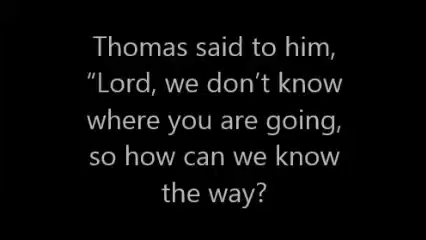 Thomas said to him,
“Lord, we don’t know
where you are going,
so how can we know
the way?